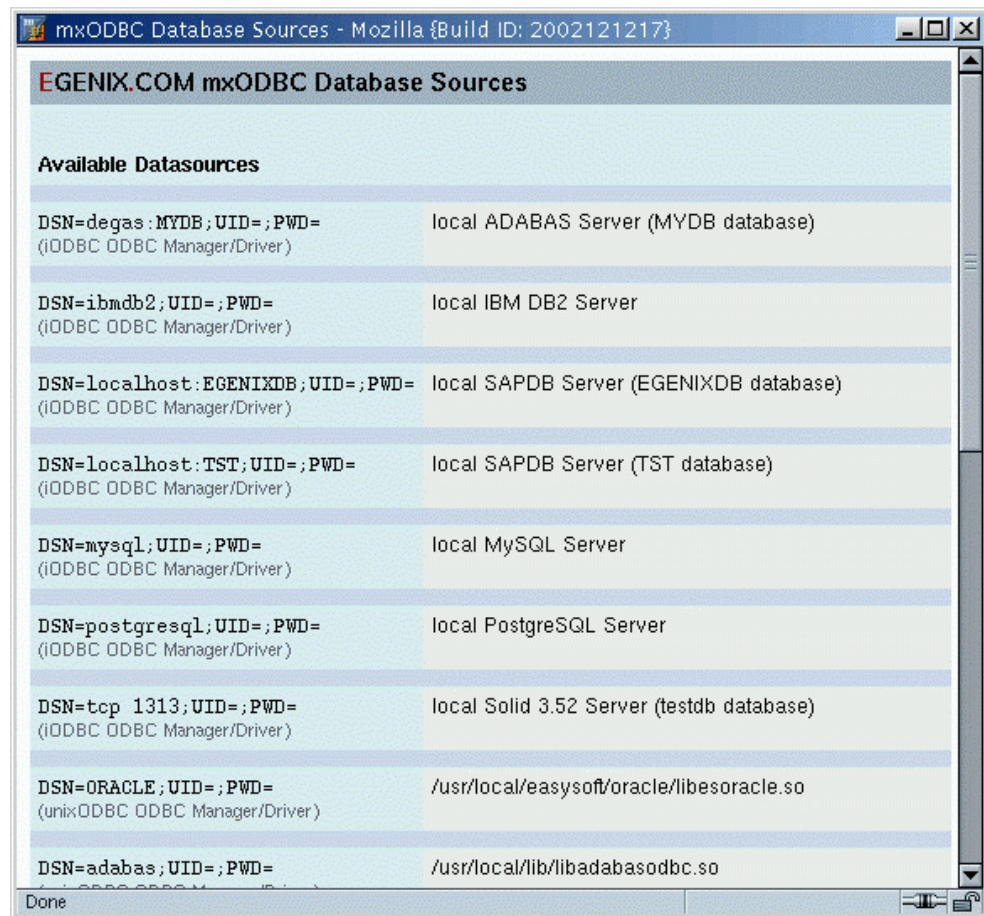 mxODBC Database Sources - Mozilla {Build ID: 2002121217}
EGENIX.COM mxODBC Database Sources
Available Datasources
DSN=degas:MYDB;UID=;PWD= local ADABAS Server (MYDB database)
(iODBC ODBC Manager/Driver)
DSN=ibmdb2;UID=;PWD= local IBM DB2 Server
(iODBC ODBC Manager/Driver)
DSN=localhost:EGENIXDB;UID=;PWD= local SAPDB Server (EGENIXDB database)
(iODBC ODBC Manager/Driver)
DSN=localhost:TST;UID=;PWD= local SAPDB Server (TST database)
(iODBC ODBC Manager/Driver)
DSN=mysql;UID=;PWD= local MySQL Server
(iODBC ODBC Manager/Driver)
DSN=postgresql;UID=;PWD= local PostgreSQL Server
(iODBC ODBC Manager/Driver)
DSN=tcp 1313;UID=;PWD= local Solid 3.52 Server (testdb database)
(iODBC ODBC Manager/Driver)
DSN=ORACLE;UID=;PWD= /usr/local/easysoft/oracle/libesoracle.so
(unixODBC ODBC Manager/Driver)
DSN=adabas;UID=;PWD= /usr/local/lib/libadabasodbc.so
Done